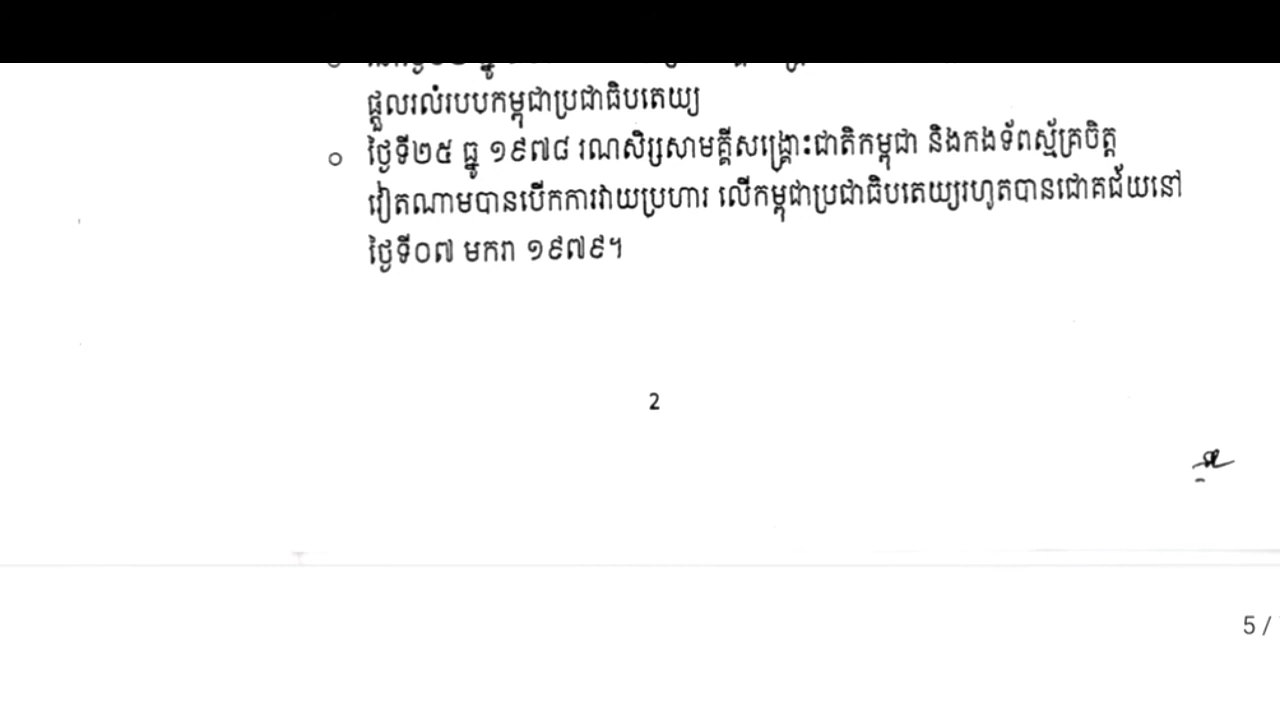 ផ្ដួលរលំរបបកម្ពុជាប្រជាធិបតេយ្យ
○ ថ្ងៃទី២៥ ធ្នូ ១៩៧៨ រណសិរ្សសាមគ្គីសង្គ្រោះជាតិកម្ពុជា និងកងទ័ពស្ម័គ្រចិត្ត
វៀតណាមបានបើកការវាយប្រហារ លើកម្ពុជាប្រជាធិបតេយ្យរហូតបានជោគជ័យនៅ
ថ្ងៃទី០៧ មករា ១៩៧៩។
2
5 /